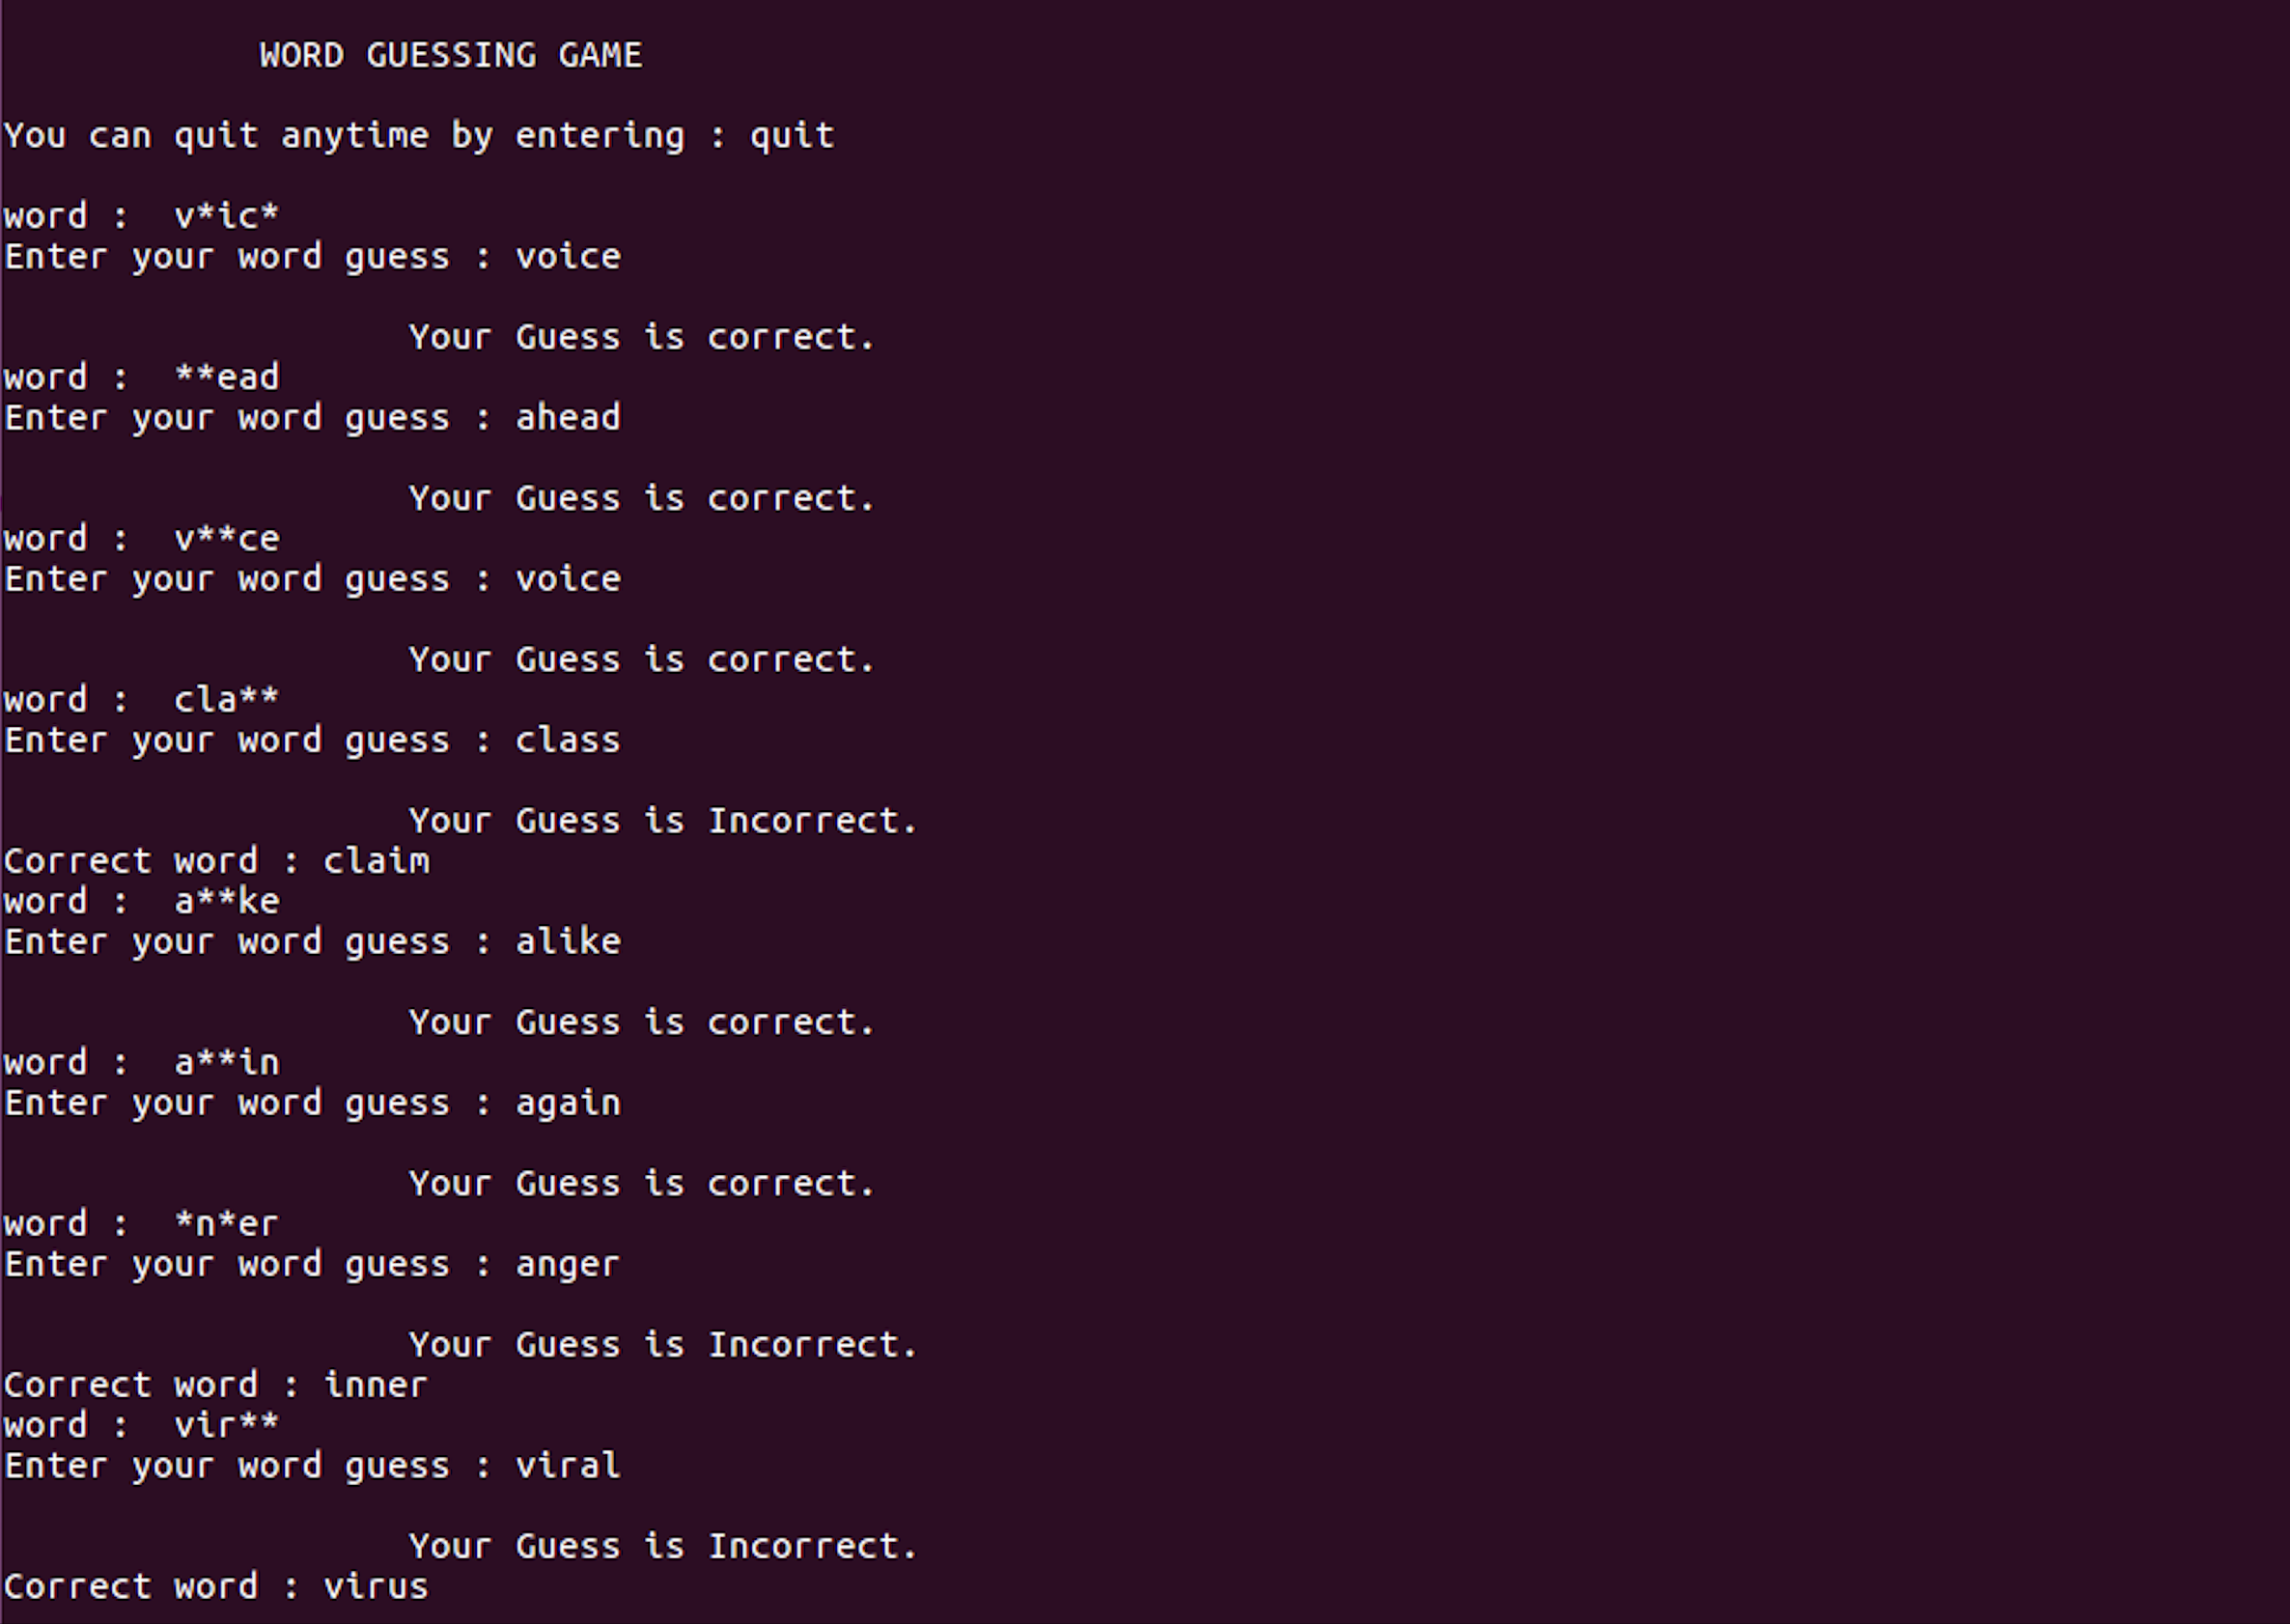 WORD GUESSING GAME
You can quit anytime by entering : quit
word :  v*ic*
Enter your word guess : voice
Your Guess is correct.
word :  **ead
Enter your word guess : ahead
Your Guess is correct.
word :  v**ce
Enter your word guess : voice
Your Guess is correct.
word :  cla**
Enter your word guess : class
Your Guess is Incorrect.
Correct word : claim
word :  a**ke
Enter your word guess : alike
Your Guess is correct.
word :  a**in
Enter your word guess : again
Your Guess is correct.
word :  *n*er
Enter your word guess : anger
Your Guess is Incorrect.
Correct word : inner
word :  vir**
Enter your word guess : viral
Your Guess is Incorrect.
Correct word : virus